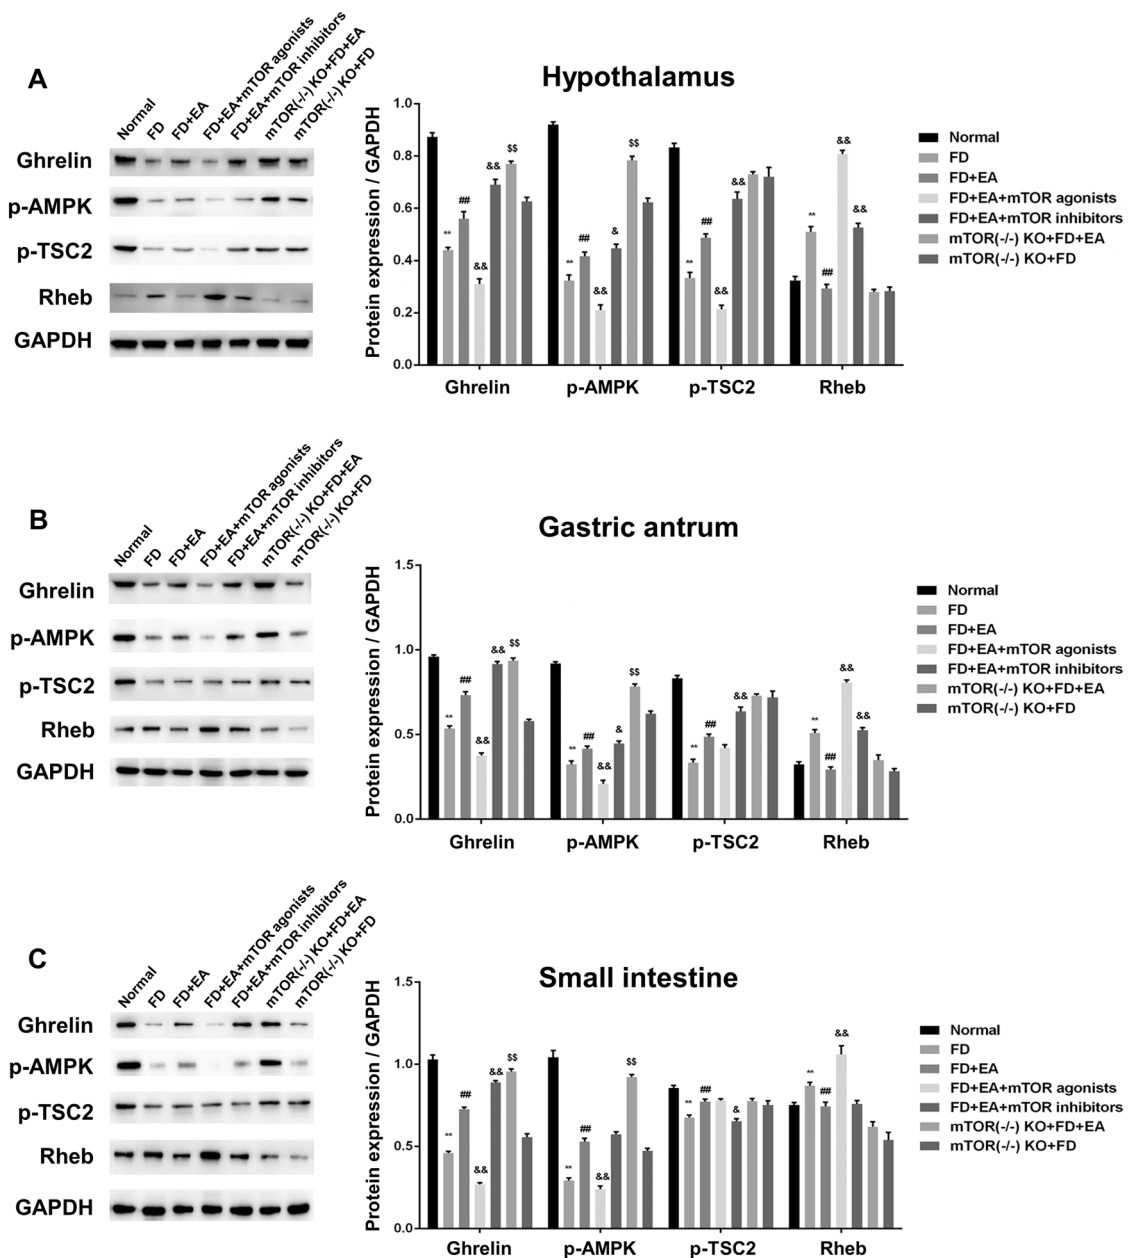 A
Normal
FD
FD+EA
FD+EA+mTOR agonists
FD+EA+mTOR inhibitors
mTOR(-/-) KO+FD+EA
mTOR(-/-) KO+FD
Ghrelin
p-AMPK
p-TSC2
Rheb
GAPDH
Hypothalamus
Protein expression / GAPDH
1.0
0.8
0.6
0.4
0.2
0.0
** ## && && $$
** ## && & $$
** ## && &&
** ## && &&
Ghrelin p-AMPK p-TSC2 Rheb
Normal
FD
FD+EA
FD+EA+mTOR agonists
FD+EA+mTOR inhibitors
mTOR(-/-) KO+FD+EA
mTOR(-/-) KO+FD
B
Normal
FD
FD+EA
FD+EA+mTOR agonists
FD+EA+mTOR inhibitors
mTOR(-/-) KO+FD+EA
mTOR(-/-) KO+FD
Ghrelin
p-AMPK
p-TSC2
Rheb
GAPDH
Gastric antrum
Protein expression / GAPDH
1.5
1.0
0.5
0.0
** ## && && $$
** ## && & $$
** ## &&
** ## && &&
Ghrelin p-AMPK p-TSC2 Rheb
Normal
FD
FD+EA
FD+EA+mTOR agonists
FD+EA+mTOR inhibitors
mTOR(-/-) KO+FD+EA
mTOR(-/-) KO+FD
C
Normal
FD
FD+EA
FD+EA+mTOR agonists
FD+EA+mTOR inhibitors
mTOR(-/-) KO+FD+EA
mTOR(-/-) KO+FD
Ghrelin
p-AMPK
p-TSC2
Rheb
GAPDH
Small intestine
Protein expression / GAPDH
1.5
1.0
0.5
0.0
** ## && && $$
** ## && $$
** ## &
** ## &&
Ghrelin p-AMPK p-TSC2 Rheb
Normal
FD
FD+EA
FD+EA+mTOR agonists
FD+EA+mTOR inhibitors
mTOR(-/-) KO+FD+EA
mTOR(-/-) KO+FD